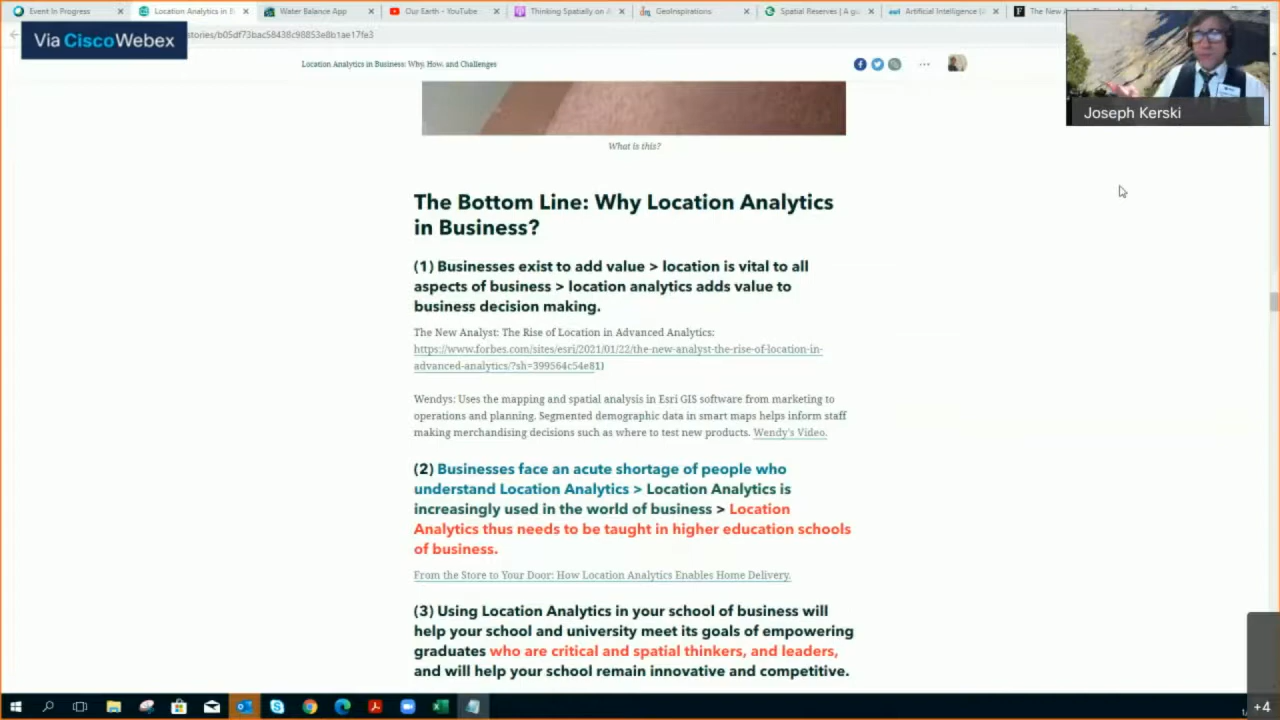 Event In Progress
Location Analytics in B
Water Balance App
Our Earth - YouTube
Thinking Spatially on A
GeoInspirations
Spatial Reserves | A gu
Artificial Intelligence (A
The New
Via CiscoWebex
stories/b05df73bac58438c98853e8b1ae17fe3
Location Analytics in Business: Why, How, and Challenges
Joseph Kerski
What is this?
The Bottom Line: Why Location Analytics
in Business?
(1) Businesses exist to add value > location is vital to all
aspects of business > location analytics adds value to
business decision making.
The New Analyst: The Rise of Location in Advanced Analytics:
https://www.forbes.com/sites/esri/2021/01/22/the-new-analyst-the-rise-of-location-in-
advanced-analytics/?sh=399564c54e81)
Wendys: Uses the mapping and spatial analysis in Esri GIS software from marketing to
operations and planning. Segmented demographic data in smart maps helps inform staff
making merchandising decisions such as where to test new products. Wendy's Video.
(2) Businesses face an acute shortage of people who
understand Location Analytics > Location Analytics is
increasingly used in the world of business > Location
Analytics thus needs to be taught in higher education schools
of business.
From the Store to Your Door: How Location Analytics Enables Home Delivery.
(3) Using Location Analytics in your school of business will
help your school and university meet its goals of empowering
graduates who are critical and spatial thinkers, and leaders,
and will help your school remain innovative and competitive.
+4